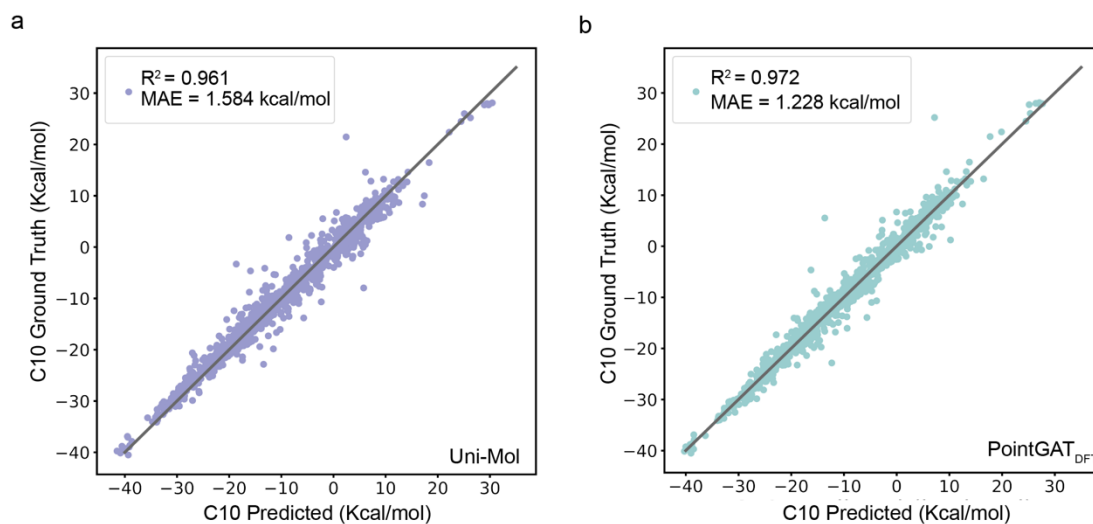 a
R² = 0.961
MAE = 1.584 kcal/mol
C10 Ground Truth (Kcal/mol)
30
20
10
0
−10
−20
−30
−40
Uni-Mol
−40 −30 −20 −10 0 10 20 30
C10 Predicted (Kcal/mol)
b
R² = 0.972
MAE = 1.228 kcal/mol
C10 Ground Truth (Kcal/mol)
30
20
10
0
−10
−20
−30
−40
PointGAT
−40 −30 −20 −10 0 10 20 30
C10 Predicted (Kcal/mol)